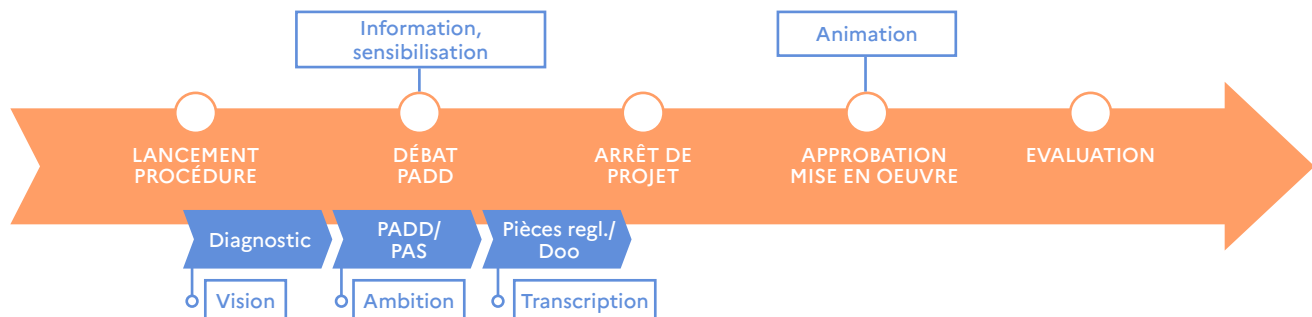 Information,
sensibilisation
Animation
LANCEMENT
PROCÉDURE
DÉBAT
PADD
ARRÊT DE
PROJET
APPROBATION
MISE EN OEUVRE
EVALUATION
Diagnostic
PADD/
PAS
Pièces regl./
Doo
Vision
Ambition
Transcription